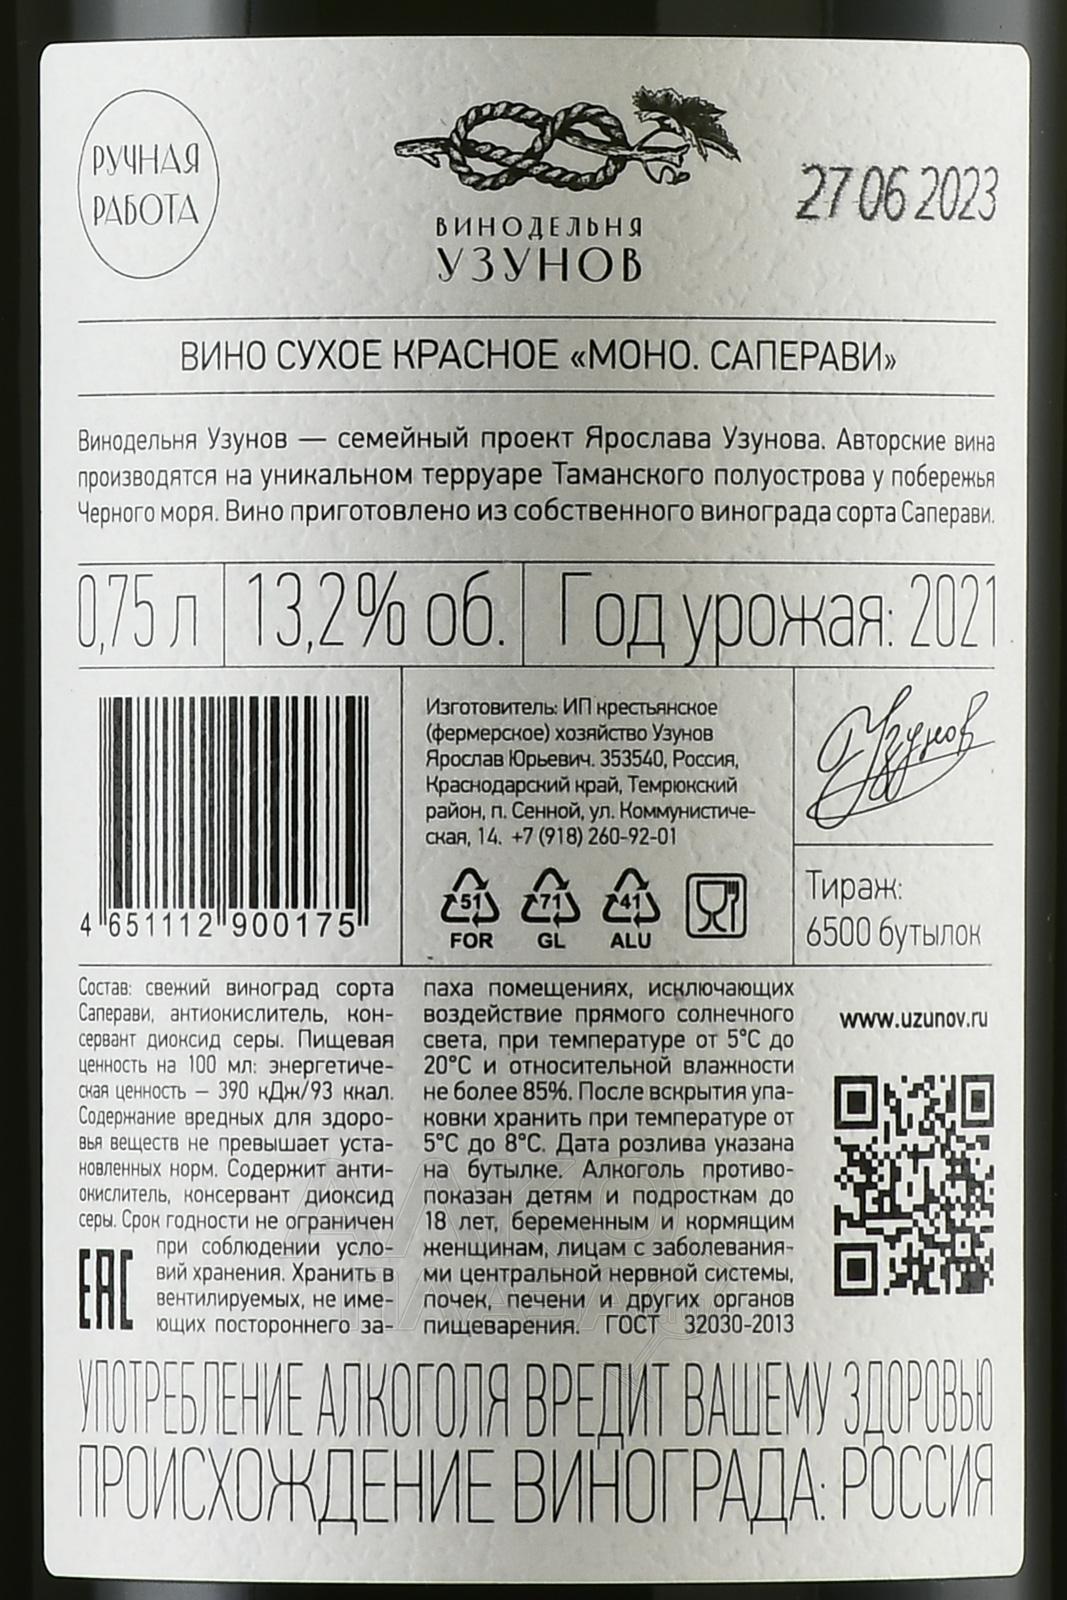 РУЧНАЯ
РАБОТА
ВИНОДЕЛЬНЯ
УЗУНОВ
27 06 2023
ВИНО СУХОЕ КРАСНОЕ «МОНО. САПЕРАВИ»
Винодельня Узунов — семейный проект Ярослава Узунова. Авторские вина
производятся на уникальном терруаре Таманского полуострова у побережья
Черного моря. Вино приготовлено из собственного винограда сорта Саперави.
0,75 л
13,2% об.
Год урожая: 2021
4 651112 900175
Изготовитель: ИП крестьянское
(фермерское) хозяйство Узунов
Ярослав Юрьевич. 353540, Россия,
Краснодарский край, Темрюкский
район, п. Сенной, ул. Коммунистиче-
ская, 14. +7 (918) 260-92-01
51
FOR
71
GL
41
ALU
Узунов
Тираж:
6500 бутылок
Состав: свежий виноград сорта
Саперави, антиокислитель, кон-
сервант диоксид серы. Пищевая
ценность на 100 мл: энергетиче-
ская ценность – 390 кДж/93 ккал.
Содержание вредных для здоро-
вья веществ не превышает уста-
новленных норм. Содержит анти-
окислитель, консервант диоксид
серы. Срок годности не ограничен
при соблюдении усло-
вий хранения. Хранить в
вентилируемых, не име-
ющих постороннего за-
EAC
паха помещениях, исключающих
воздействие прямого солнечного
света, при температуре от 5°С до
20°С и относительной влажности
не более 85%. После вскрытия упа-
ковки хранить при температуре от
5°С до 8°С. Дата розлива указана
на бутылке. Алкоголь противо-
показан детям и подросткам до
18 лет, беременным и кормящим
женщинам, лицам с заболевания-
ми центральной нервной системы,
почек, печени и других органов
пищеварения. ГОСТ 32030-2013
www.uzunov.ru
УПОТРЕБЛЕНИЕ АЛКОГОЛЯ ВРЕДИТ ВАШЕМУ ЗДОРОВЬЮ
ПРОИСХОЖДЕНИЕ ВИНОГРАДА: РОССИЯ